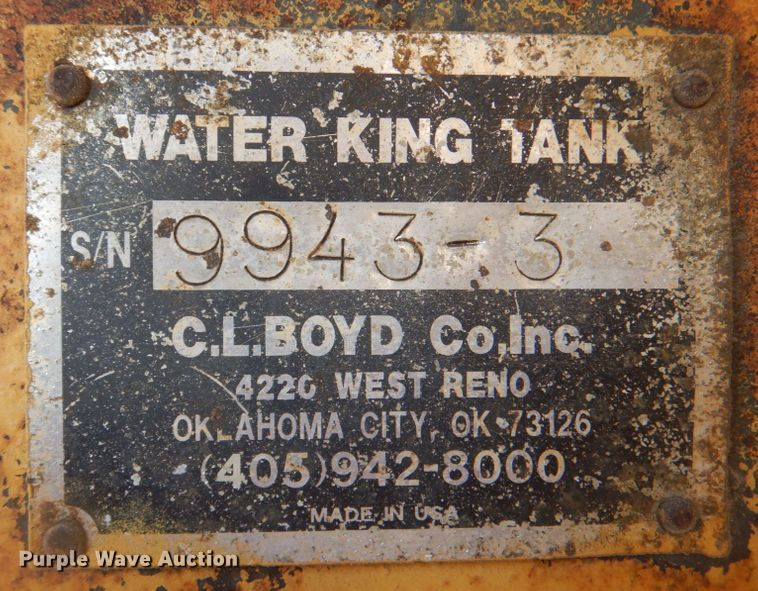 WATER KING TANK
S/N 9943-3
C.L.BOYD Co,Inc.
4220 WEST RENO
OKLAHOMA CITY, OK 73126
(405)942-8000
MADE IN USA
Purple Wave Auction